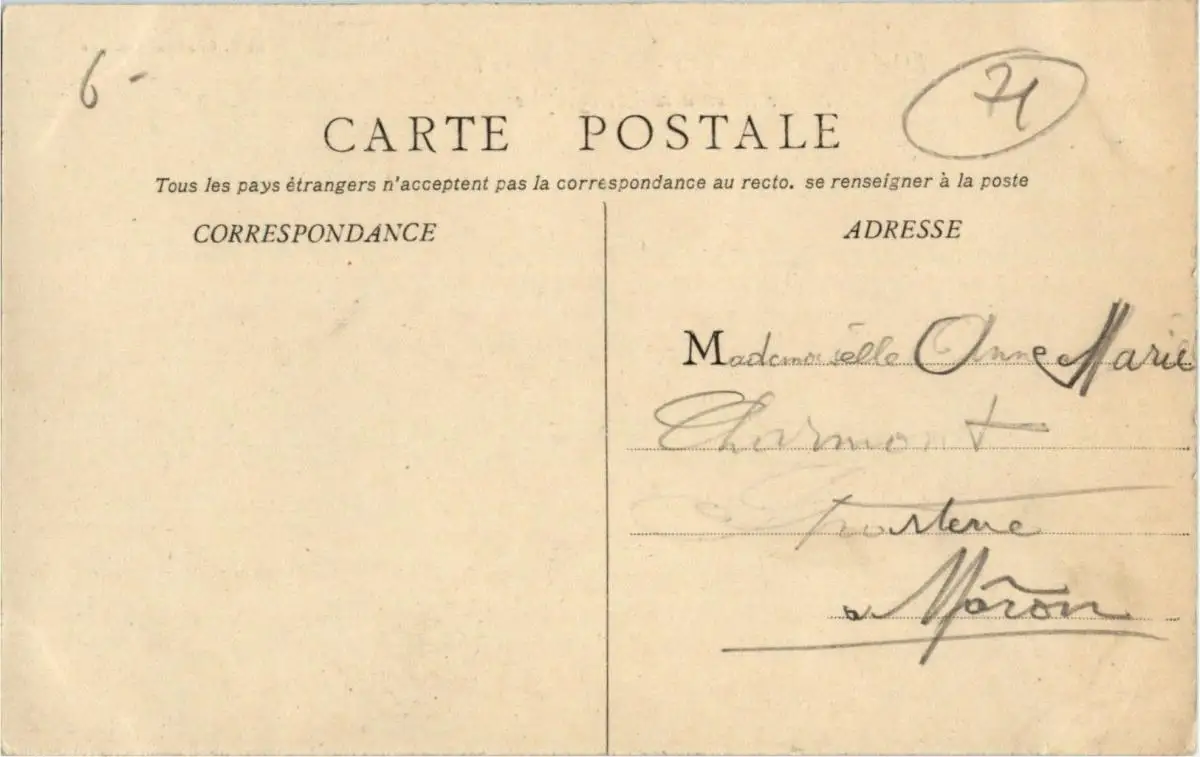 6-
71
CARTE POSTALE
Tous les pays étrangers n'acceptent pas la correspondance au recto. se renseigner à la poste
CORRESPONDANCE
ADRESSE
Mademoiselle Anne Marie
Charmont
a